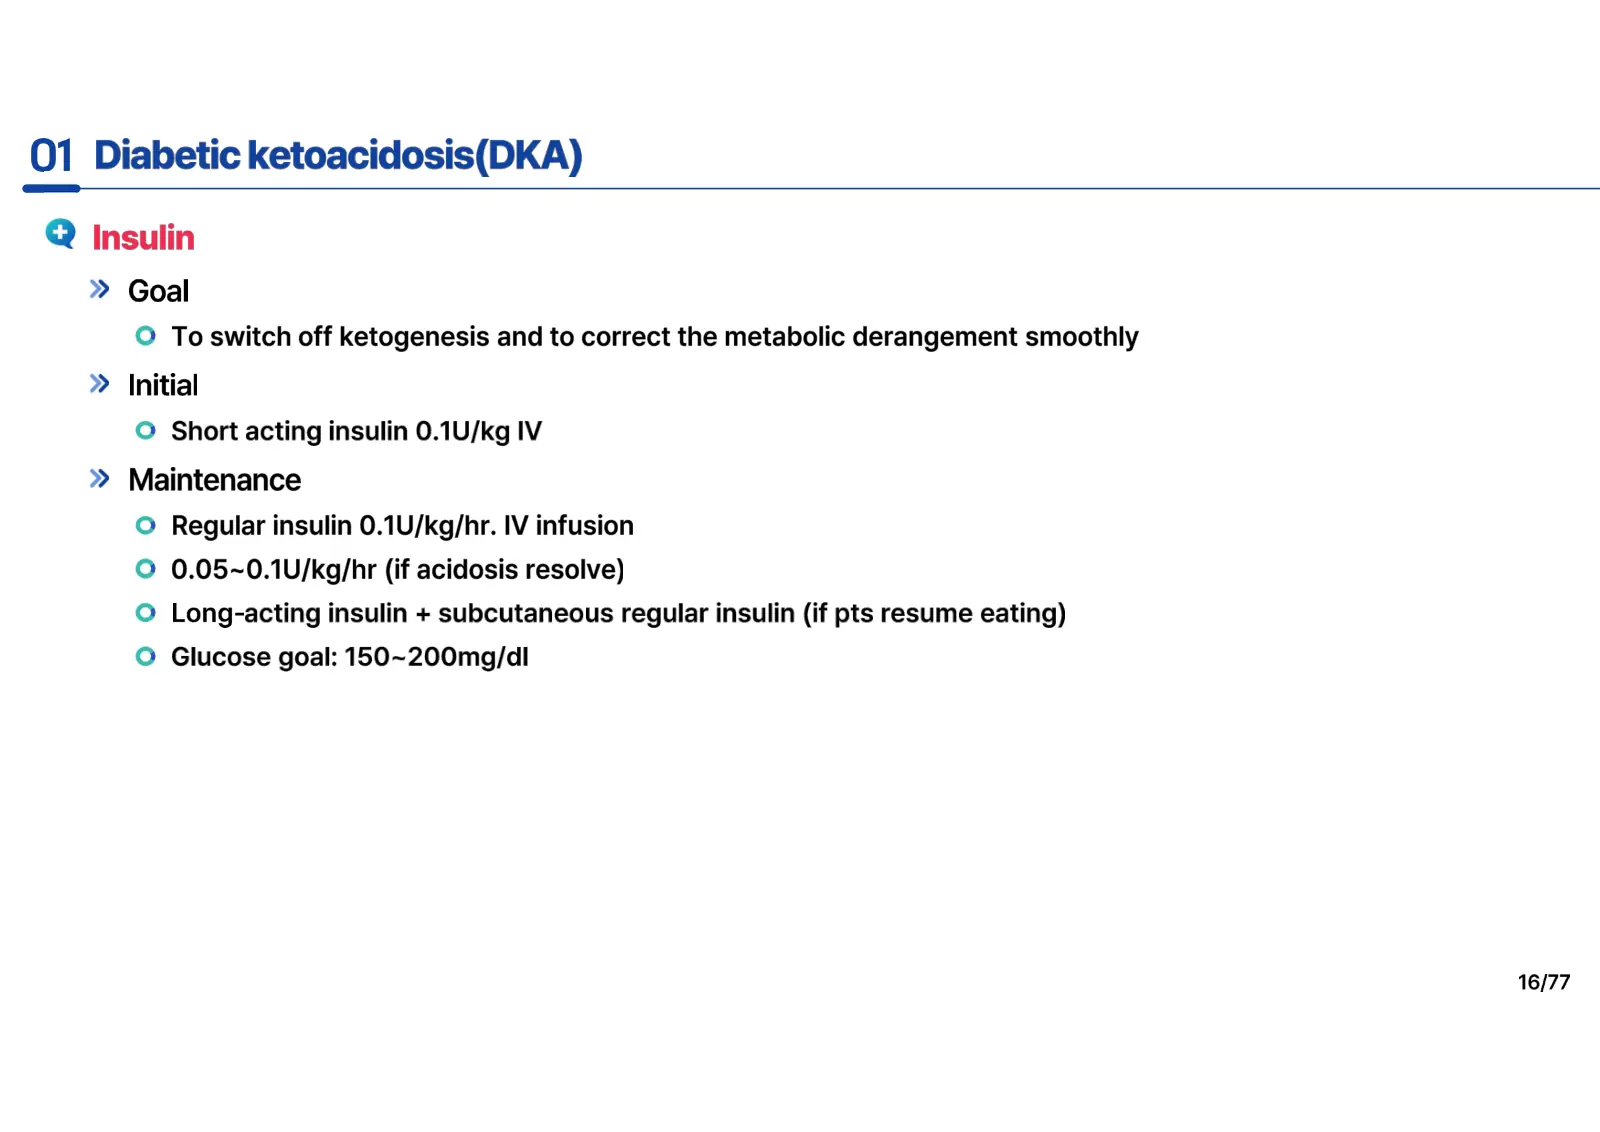 01 Diabetic ketoacidosis(DKA)
Insulin
Goal
To switch off ketogenesis and to correct the metabolic derangement smoothly
Initial
Short acting insulin 0.1U/kg IV
Maintenance
Regular insulin 0.1U/kg/hr. IV infusion
0.05~0.1U/kg/hr (if acidosis resolve)
Long-acting insulin + subcutaneous regular insulin (if pts resume eating)
Glucose goal: 150~200mg/dl
16/77